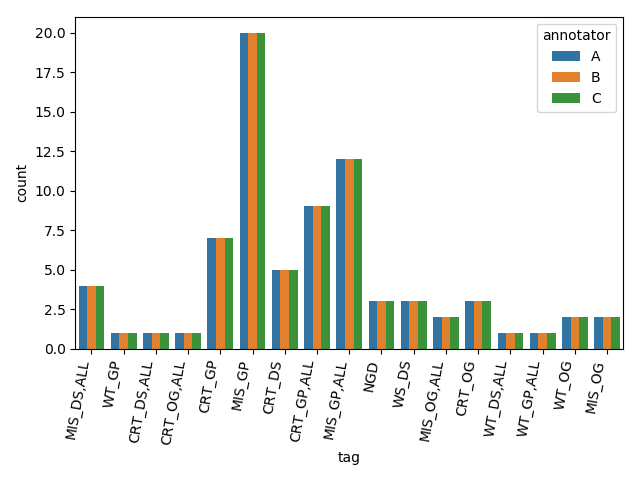 annotator
A
B
C
count
20.0
17.5
15.0
12.5
10.0
7.5
5.0
2.5
0.0
MIS_DS,ALL
WT_GP
CRT_DS,ALL
CRT_OG,ALL
CRT_GP
MIS_GP
CRT_DS
CRT_GP,ALL
MIS_GP,ALL
NGD
WS_DS
MIS_OG,ALL
CRT_OG
WT_DS,ALL
WT_GP,ALL
WT_OG
MIS_OG
tag